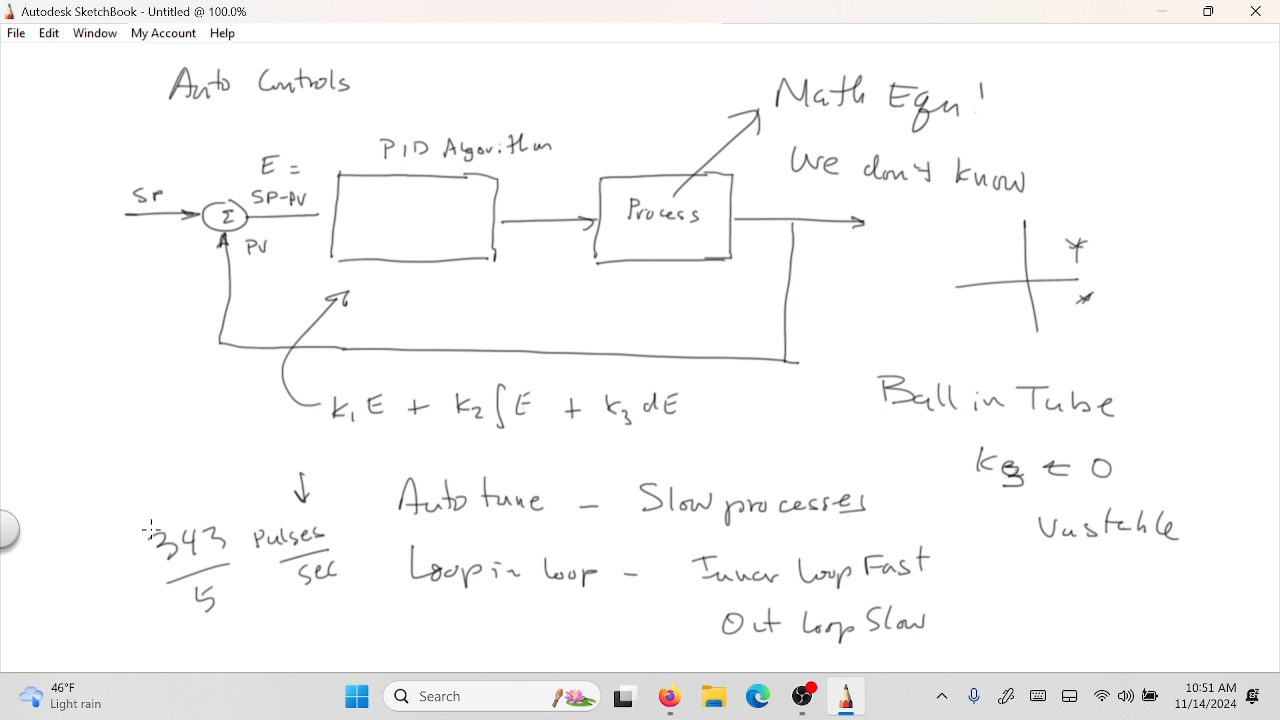 Autodesk SketchBook - Untitled @ 100.0%
File Edit Window My Account Help
Auto Controls
Math Equ!
We don't know
PID Algorithm
E =
SP-PV
SP
Σ
PV
Process
K1 E + K2 ∫E + K3 dE
Ball in Tube
K3 ← 0
Unstable
Auto tune - Slow processes
343 Pulses
5 sec
Loop in loop - Inner loop Fast
Out loop Slow
46°F
Light rain
Search
10:51 AM
11/14/2024